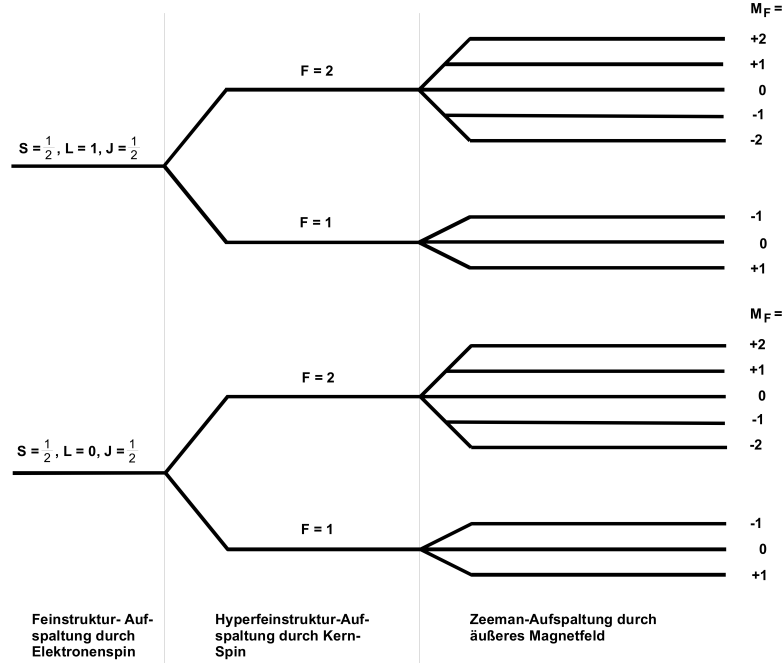 M F =
+2
+1
0
-1
-2
F = 2
S = 1/2 , L = 1, J = 1/2
F = 1
-1
0
+1
M F =
+2
+1
0
-1
-2
F = 2
S = 1/2 , L = 0, J = 1/2
F = 1
-1
0
+1
Feinstruktur- Auf-
spaltung durch
Elektronenspin
Hyperfeinstruktur-Auf-
spaltung durch Kern-
Spin
Zeeman-Aufspaltung durch
äußeres Magnetfeld